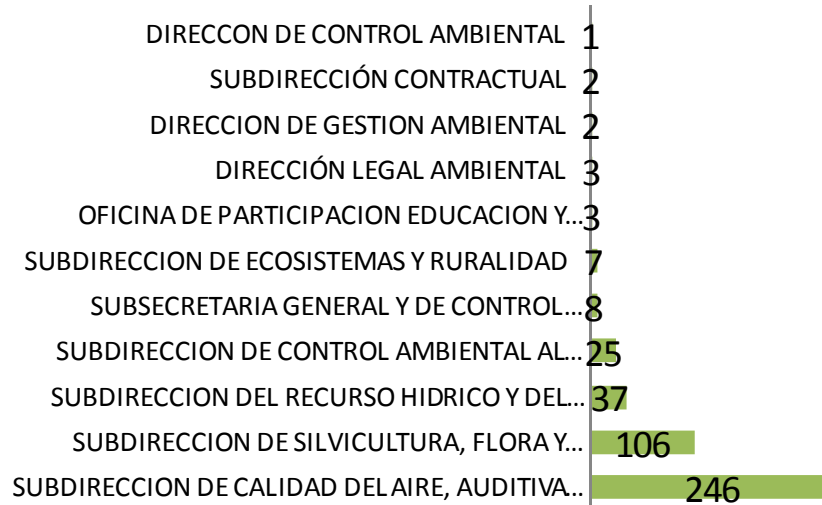 DIRECCON DE CONTROL AMBIENTAL 1
SUBDIRECCIÓN CONTRACTUAL 2
DIRECCION DE GESTION AMBIENTAL 2
DIRECCIÓN LEGAL AMBIENTAL 3
OFICINA DE PARTICIPACION EDUCACION Y... 3
SUBDIRECCION DE ECOSISTEMAS Y RURALIDAD 7
SUBSECRETARIA GENERAL Y DE CONTROL... 8
SUBDIRECCION DE CONTROL AMBIENTAL AL... 25
SUBDIRECCION DEL RECURSO HIDRICO Y DEL... 37
SUBDIRECCION DE SILVICULTURA, FLORA Y... 106
SUBDIRECCION DE CALIDAD DEL AIRE, AUDITIVA... 246